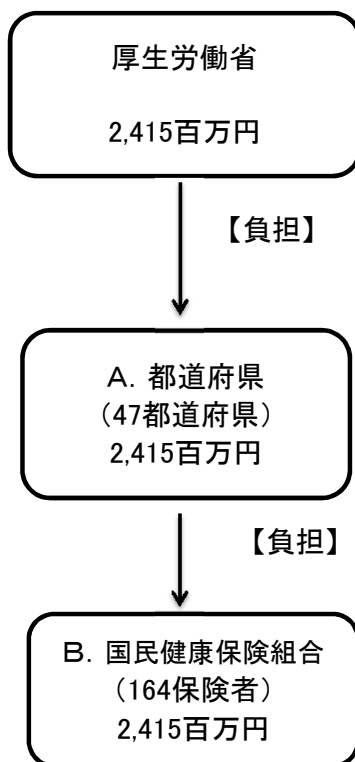 厚生労働省
2,415百万円
【負担】
A．都道府県
（47都道府県）
2,415百万円
【負担】
B．国民健康保険組合
（164保険者）
2,415百万円